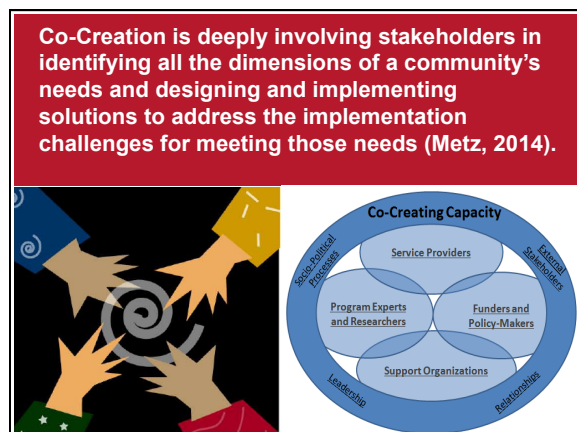 Co-Creation is deeply involving stakeholders in
identifying all the dimensions of a community's
needs and designing and implementing
solutions to address the implementation
challenges for meeting those needs (Metz, 2014).
Co-Creating Capacity
Socio-Political
Processes
External
Stakeholders
Service Providers
Program Experts
and Researchers
Funders and
Policy-Makers
Support Organizations
Leadership
Relationships